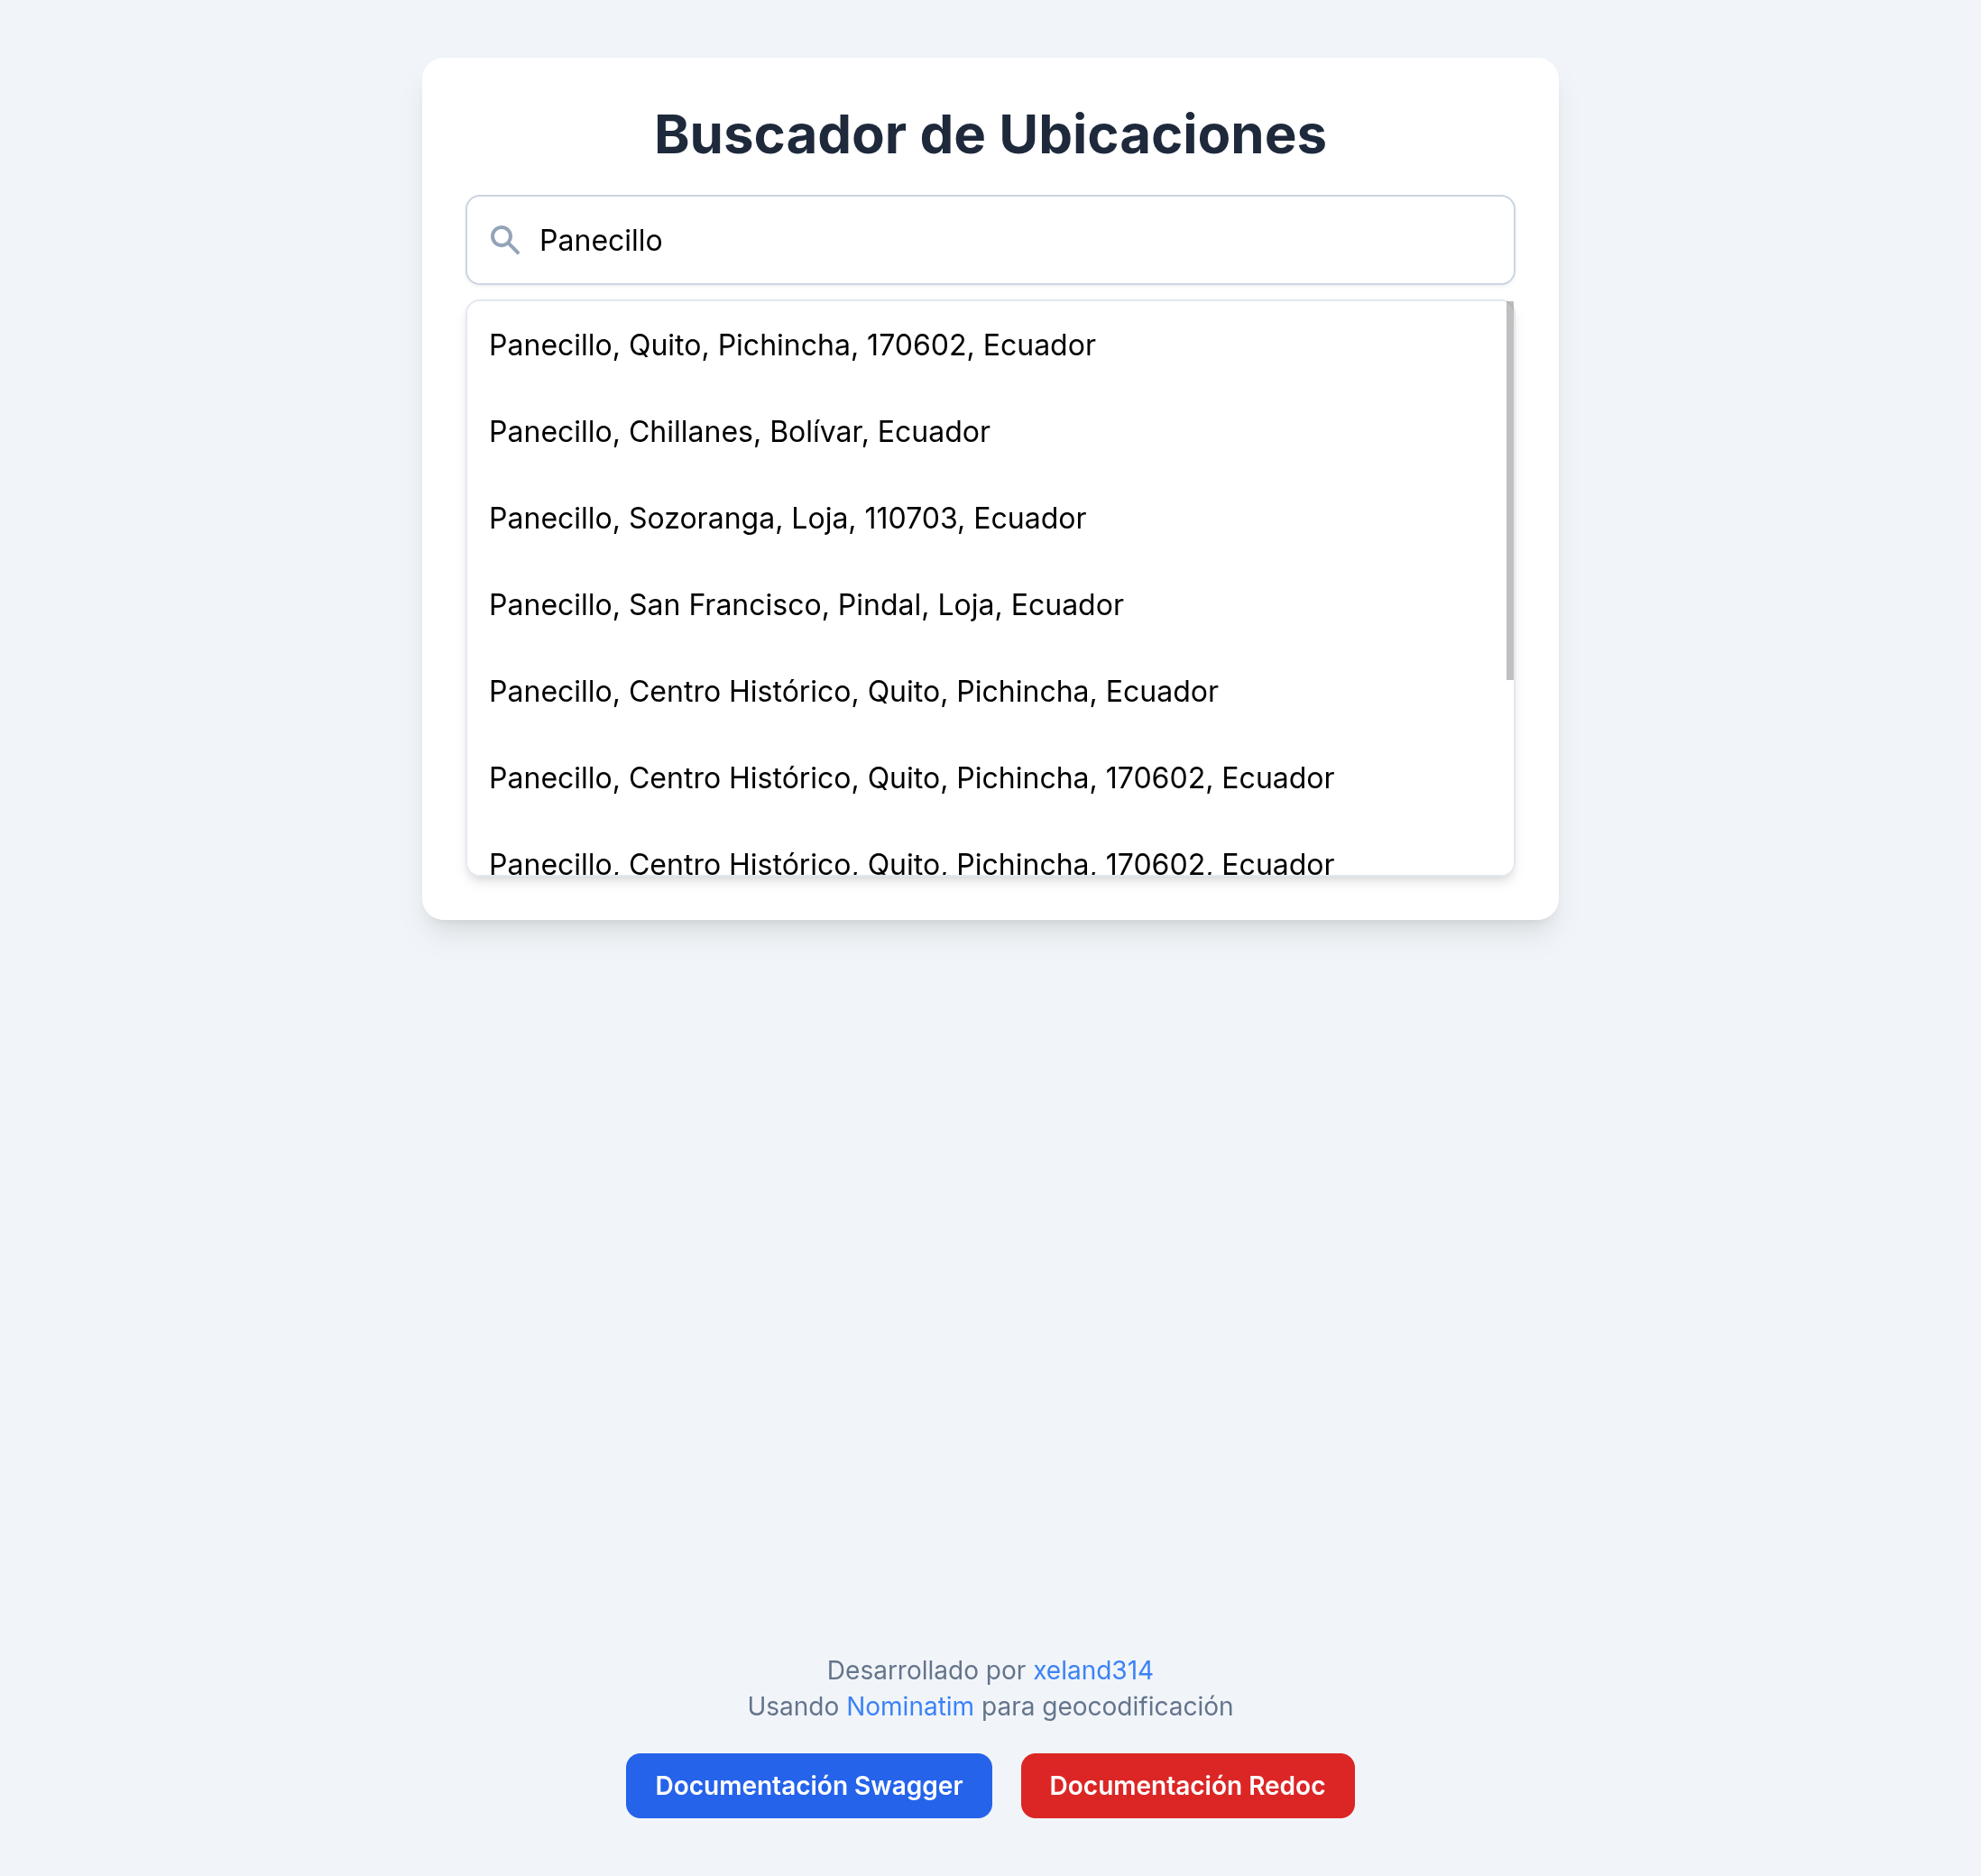 Buscador de Ubicaciones
Panecillo
Panecillo, Quito, Pichincha, 170602, Ecuador
Panecillo, Chillanes, Bolívar, Ecuador
Panecillo, Sozoranga, Loja, 110703, Ecuador
Panecillo, San Francisco, Pindal, Loja, Ecuador
Panecillo, Centro Histórico, Quito, Pichincha, Ecuador
Panecillo, Centro Histórico, Quito, Pichincha, 170602, Ecuador
Panecillo, Centro Histórico, Quito, Pichincha, 170602, Ecuador
Desarrollado por xeland314
Usando Nominatim para geocodificación
Documentación Swagger
Documentación Redoc